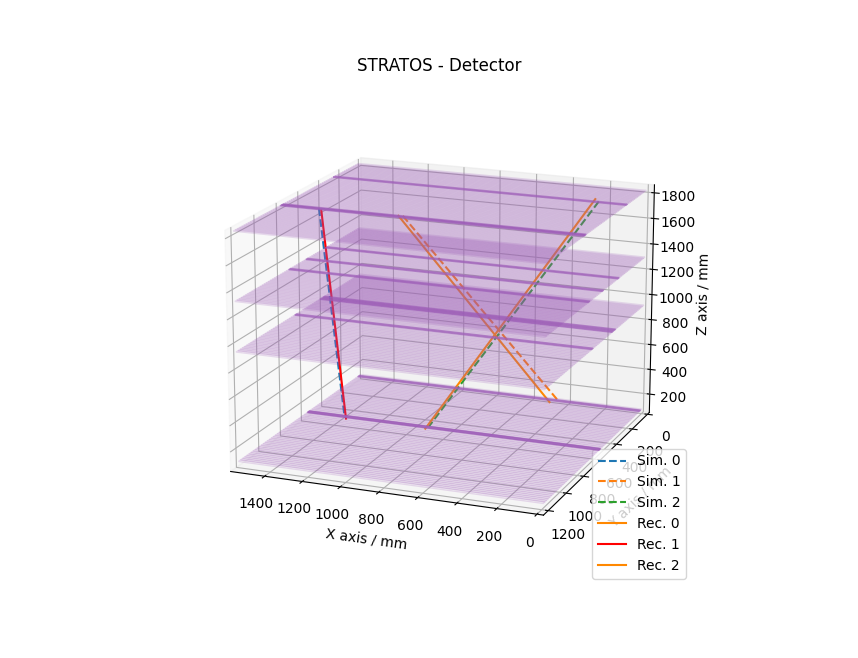 STRATOS - Detector
1800
1600
1400
1200
1000
800
600
400
200
Z axis / mm
0
200
400
600
800
1000
1200
axis / mm
1400 1200 1000 800 600 400 200 0
X axis / mm
Sim. 0
Sim. 1
Sim. 2
Rec. 0
Rec. 1
Rec. 2